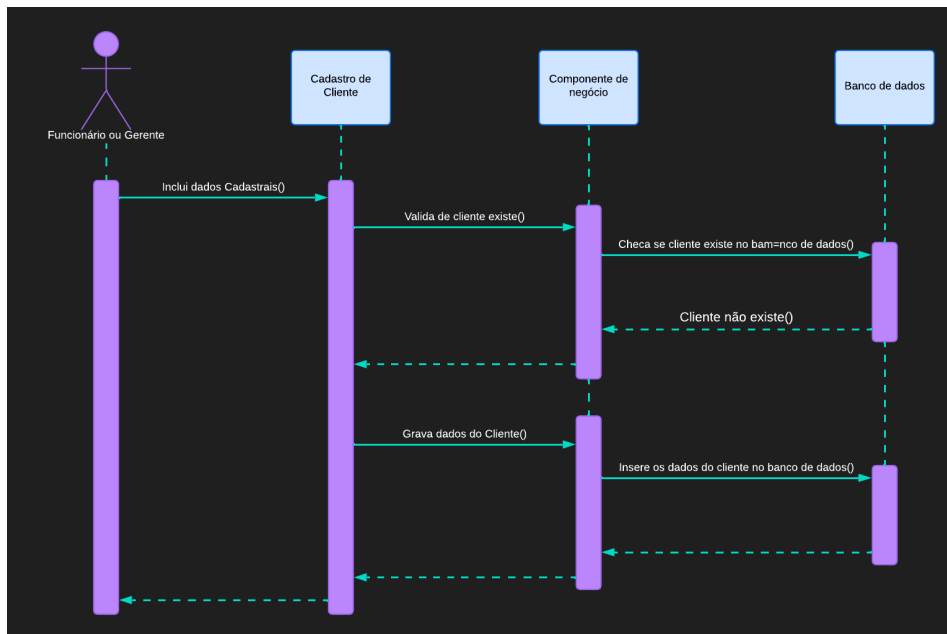 Cadastro de
Cliente
Componente de
negócio
Banco de dados
Funcionário ou Gerente
Inclui dados Cadastrais()
Valida de cliente existe()
Checa se cliente existe no bam=nco de dados()
Cliente não existe()
Grava dados do Cliente()
Insere os dados do cliente no banco de dados()